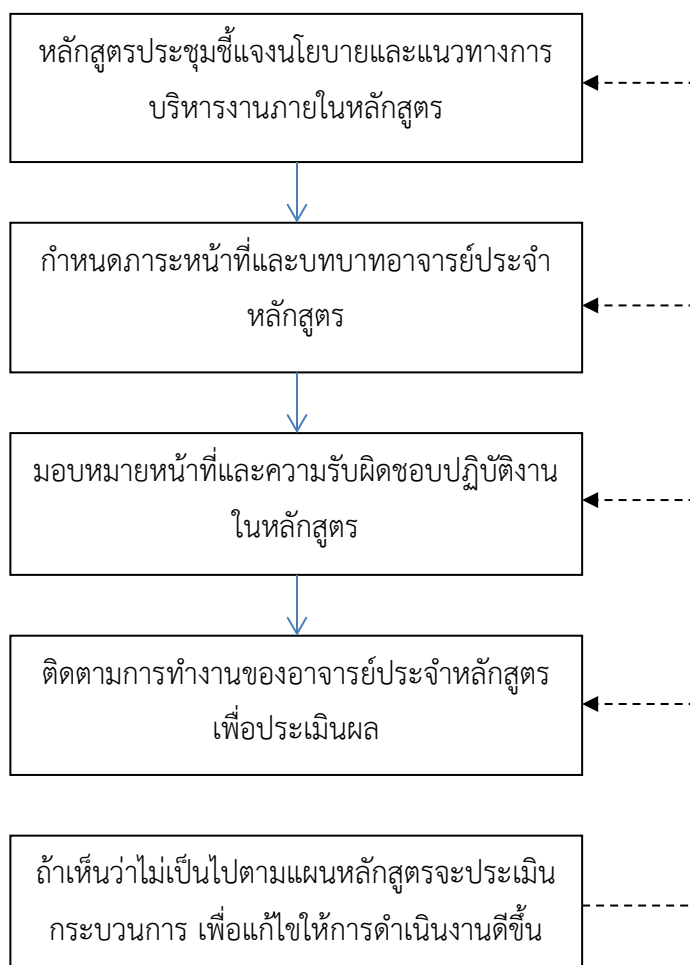 หลักสูตรประชุมชี้แจงนโยบายและแนวทางการ
บริหารงานภายในหลักสูตร
กำหนดภาระหน้าที่และบทบาทอาจารย์ประจำ
หลักสูตร
มอบหมายหน้าที่และความรับผิดชอบปฏิบัติงาน
ในหลักสูตร
ติดตามการทำงานของอาจารย์ประจำหลักสูตร
เพื่อประเมินผล
ถ้าเห็นว่าไม่เป็นไปตามแผนหลักสูตรจะประเมิน
กระบวนการ เพื่อแก้ไขให้การดำเนินงานดีขึ้น